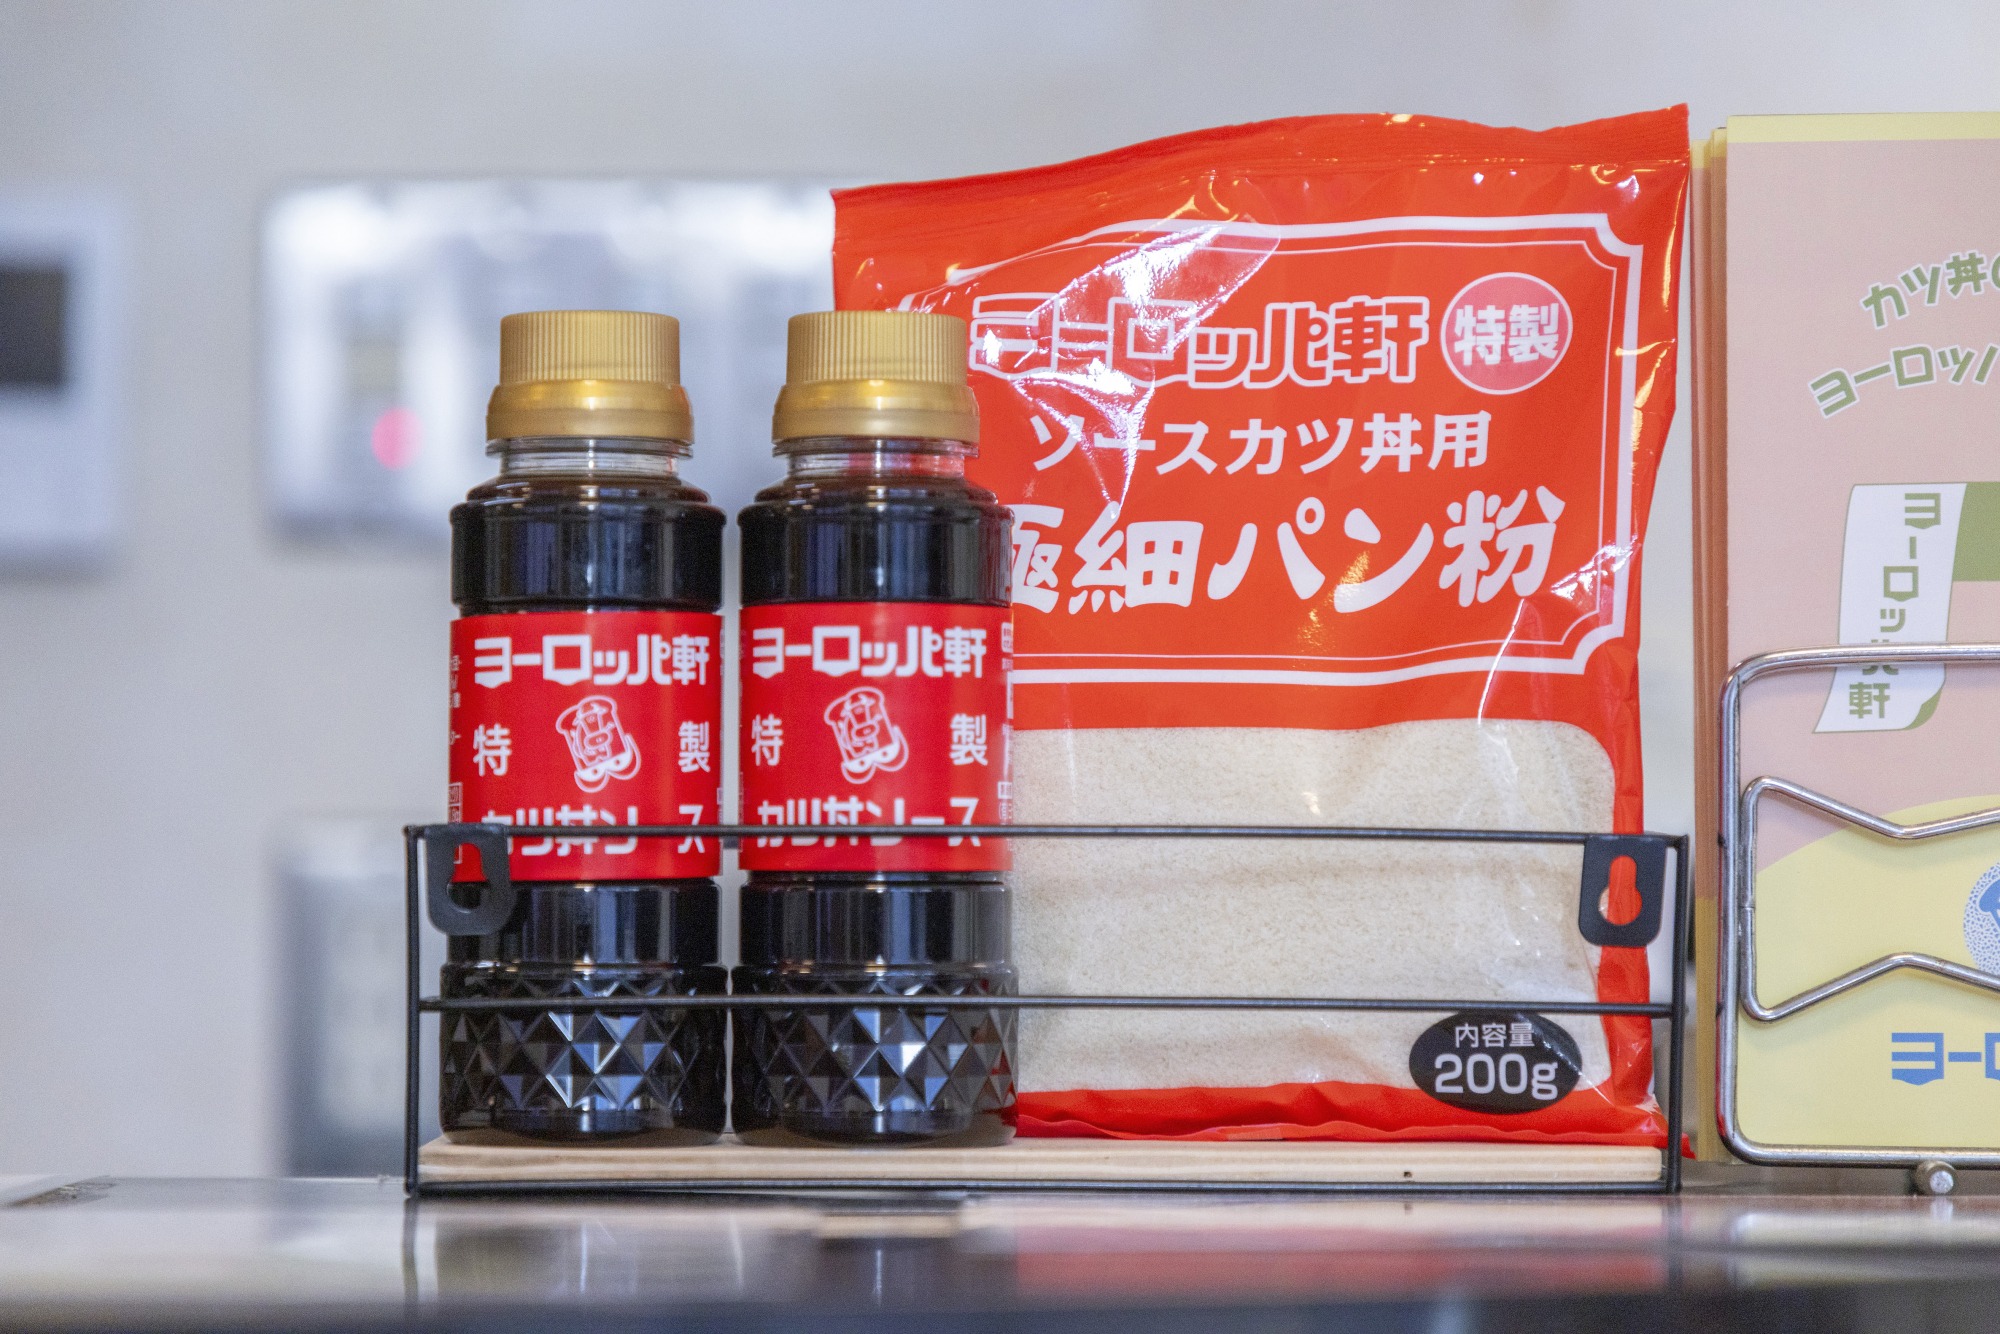 ヨーロッパ軒
特 製
カツ丼ソース
ヨーロッパ軒
特 製
カツ丼ソース
ヨーロッパ軒 特製
ソースカツ丼用
極細パン粉
内容量
200g
カツ丼の
ヨーロッパ
ヨーロッパ軒
ヨーロ